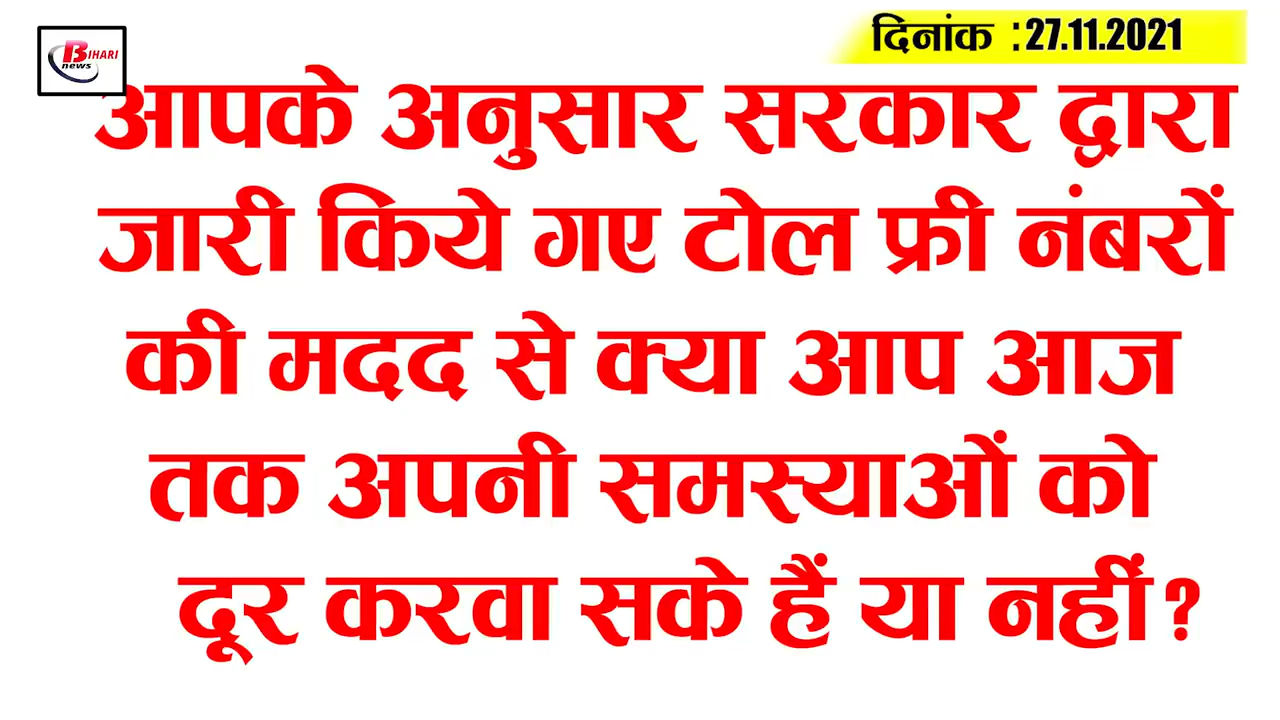 BIHARI
news
दिनांक : 27.11.2021
आपके अनुसार सरकार द्वारा
जारी किये गए टोल फ्री नंबरों
की मदद से क्या आप आज
तक अपनी समस्याओं को
दूर करवा सके हैं या नहीं?